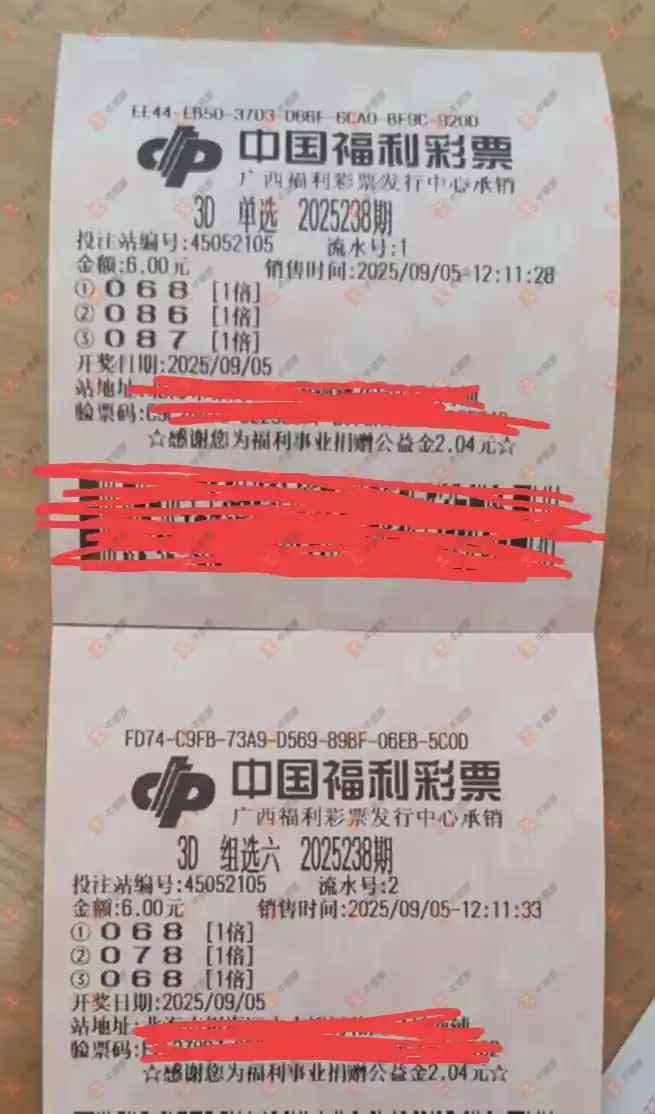 EE44-EB50-3703-D66F-6CA0-BF9C-920D
中国福利彩票
广西福利彩票发行中心承销
3D 单选 2025238期
投注站编号:45052105 流水号:1
金额:6.00元 销售时间:2025/09/05-12:11:28
① 0 6 8 [1倍]
② 0 8 6 [1倍]
③ 0 8 7 [1倍]
开奖日期:2025/09/05
站地址:
验票码:
☆感谢您为福利事业捐赠公益金2.04元☆
FD74-C9FB-73A9-D569-89BF-06EB-5C0D
中国福利彩票
广西福利彩票发行中心承销
3D 组选六 2025238期
投注站编号:45052105 流水号:2
金额:6.00元 销售时间:2025/09/05-12:11:33
① 0 6 8 [1倍]
② 0 7 8 [1倍]
③ 0 6 8 [1倍]
开奖日期:2025/09/05
站地址:
验票码:
☆感谢您为福利事业捐赠公益金2.04元☆